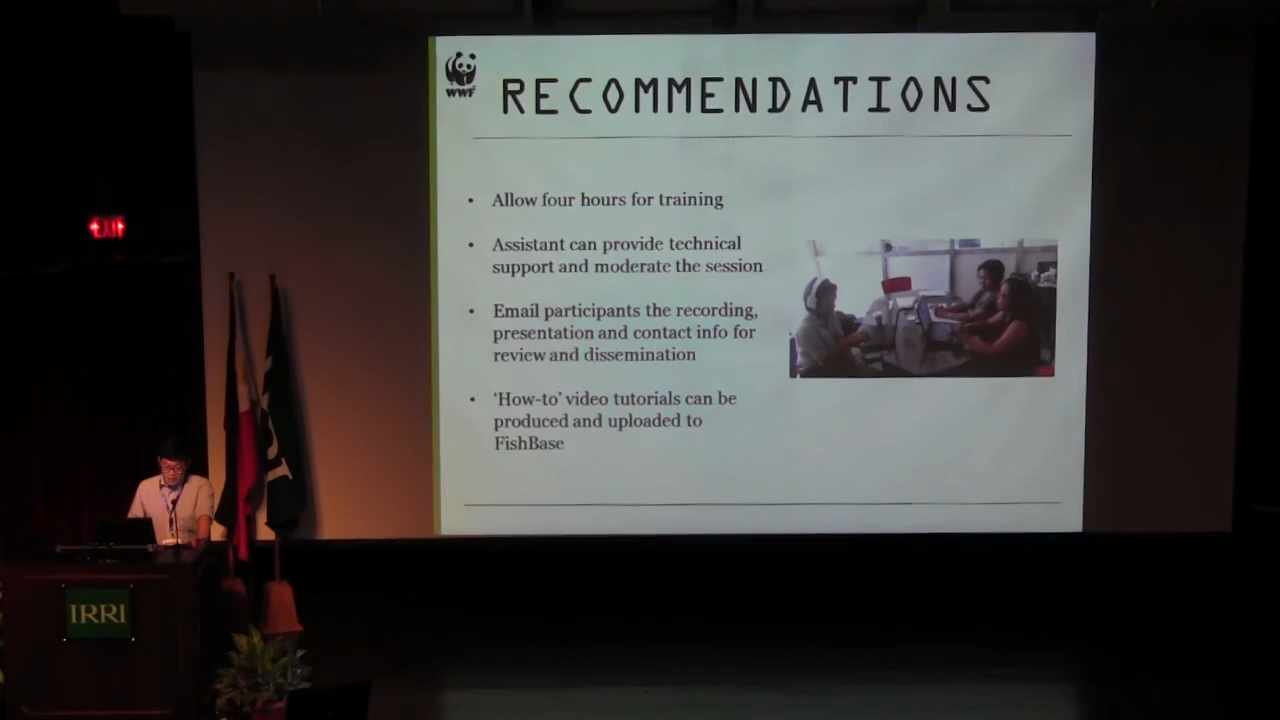 WWF
RECOMMENDATIONS
• Allow four hours for training
• Assistant can provide technical
support and moderate the session
• Email participants the recording,
presentation and contact info for
review and dissemination
• ‘How-to’ video tutorials can be
produced and uploaded to
FishBase
EXIT
IRRI